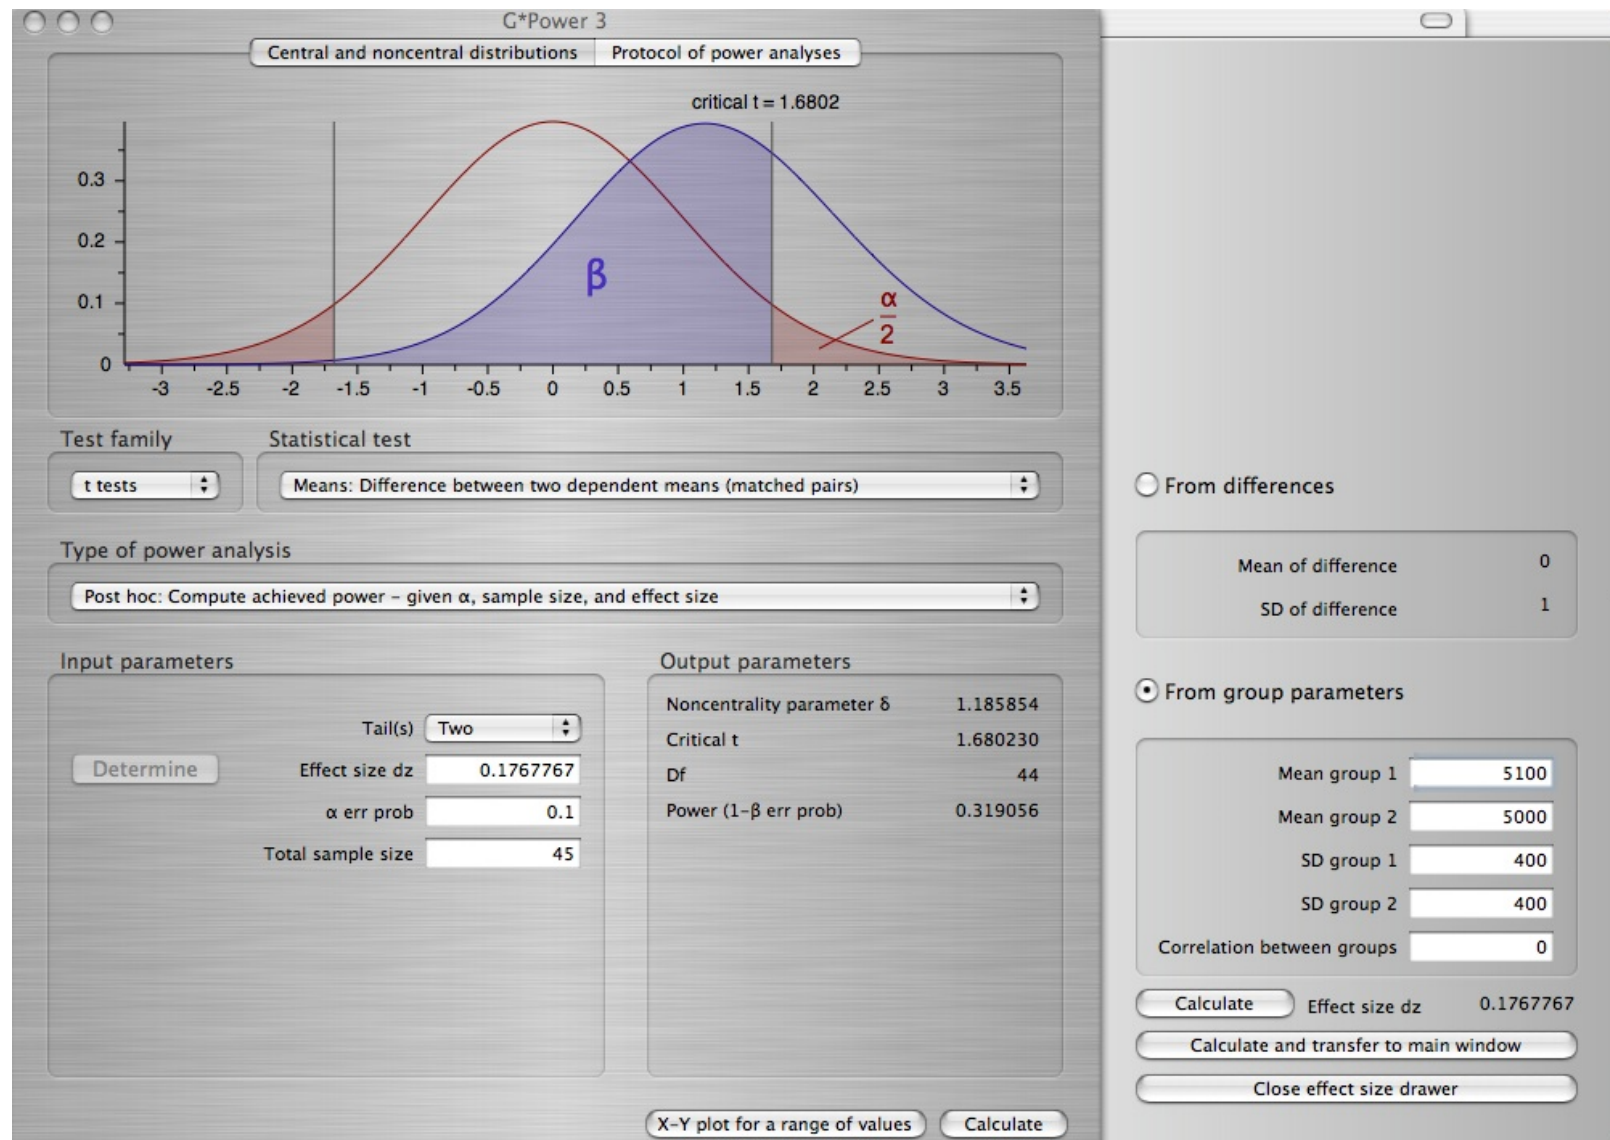 G*Power 3
Central and noncentral distributions Protocol of power analyses
critical t = 1.6802
0.3
0.2
0.1
0
β
α
2
-3 -2.5 -2 -1.5 -1 -0.5 0 0.5 1 1.5 2 2.5 3 3.5
Test family Statistical test
t tests Means: Difference between two dependent means (matched pairs)
Type of power analysis
Post hoc: Compute achieved power – given α, sample size, and effect size
Input parameters
Tail(s) Two
Determine Effect size dz 0.1767767
α err prob 0.1
Total sample size 45
Output parameters
Noncentrality parameter δ 1.185854
Critical t 1.680230
Df 44
Power (1-β err prob) 0.319056
X-Y plot for a range of values Calculate
From differences
Mean of difference 0
SD of difference 1
From group parameters
Mean group 1 5100
Mean group 2 5000
SD group 1 400
SD group 2 400
Correlation between groups 0
Calculate Effect size dz 0.1767767
Calculate and transfer to main window
Close effect size drawer